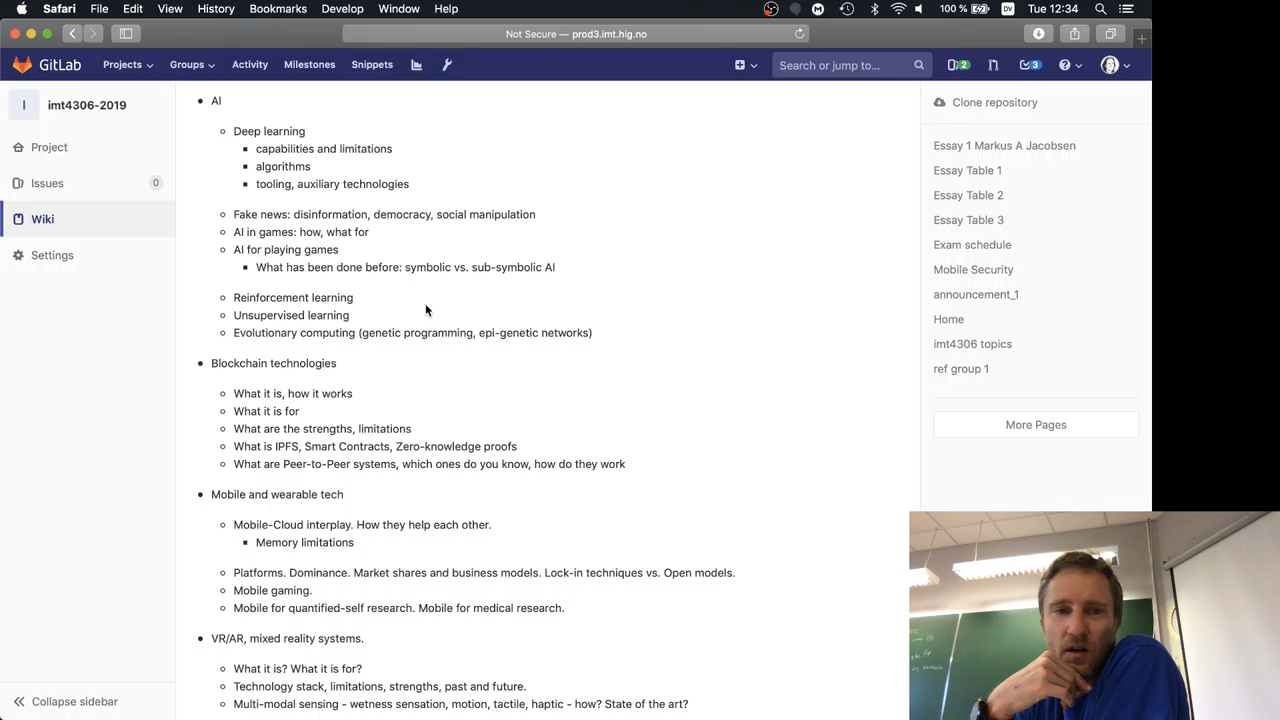 Safari File Edit View History Bookmarks Develop Window Help 100 % DV Tue 12:34
Not Secure — prod3.imt.hig.no
GitLab Projects Groups Activity Milestones Snippets Search or jump to... 2 3
I imt4306-2019
Project
Issues 0
Wiki
Settings
Collapse sidebar
AI
Deep learning
capabilities and limitations
algorithms
tooling, auxiliary technologies
Fake news: disinformation, democracy, social manipulation
AI in games: how, what for
AI for playing games
What has been done before: symbolic vs. sub-symbolic AI
Reinforcement learning
Unsupervised learning
Evolutionary computing (genetic programming, epi-genetic networks)
Blockchain technologies
What it is, how it works
What it is for
What are the strengths, limitations
What is IPFS, Smart Contracts, Zero-knowledge proofs
What are Peer-to-Peer systems, which ones do you know, how do they work
Mobile and wearable tech
Mobile-Cloud interplay. How they help each other.
Memory limitations
Platforms. Dominance. Market shares and business models. Lock-in techniques vs. Open models.
Mobile gaming.
Mobile for quantified-self research. Mobile for medical research.
VR/AR, mixed reality systems.
What it is? What it is for?
Technology stack, limitations, strengths, past and future.
Multi-modal sensing - wetness sensation, motion, tactile, haptic - how? State of the art?
Clone repository
Essay 1 Markus A Jacobsen
Essay Table 1
Essay Table 2
Essay Table 3
Exam schedule
Mobile Security
announcement_1
Home
imt4306 topics
ref group 1
More Pages